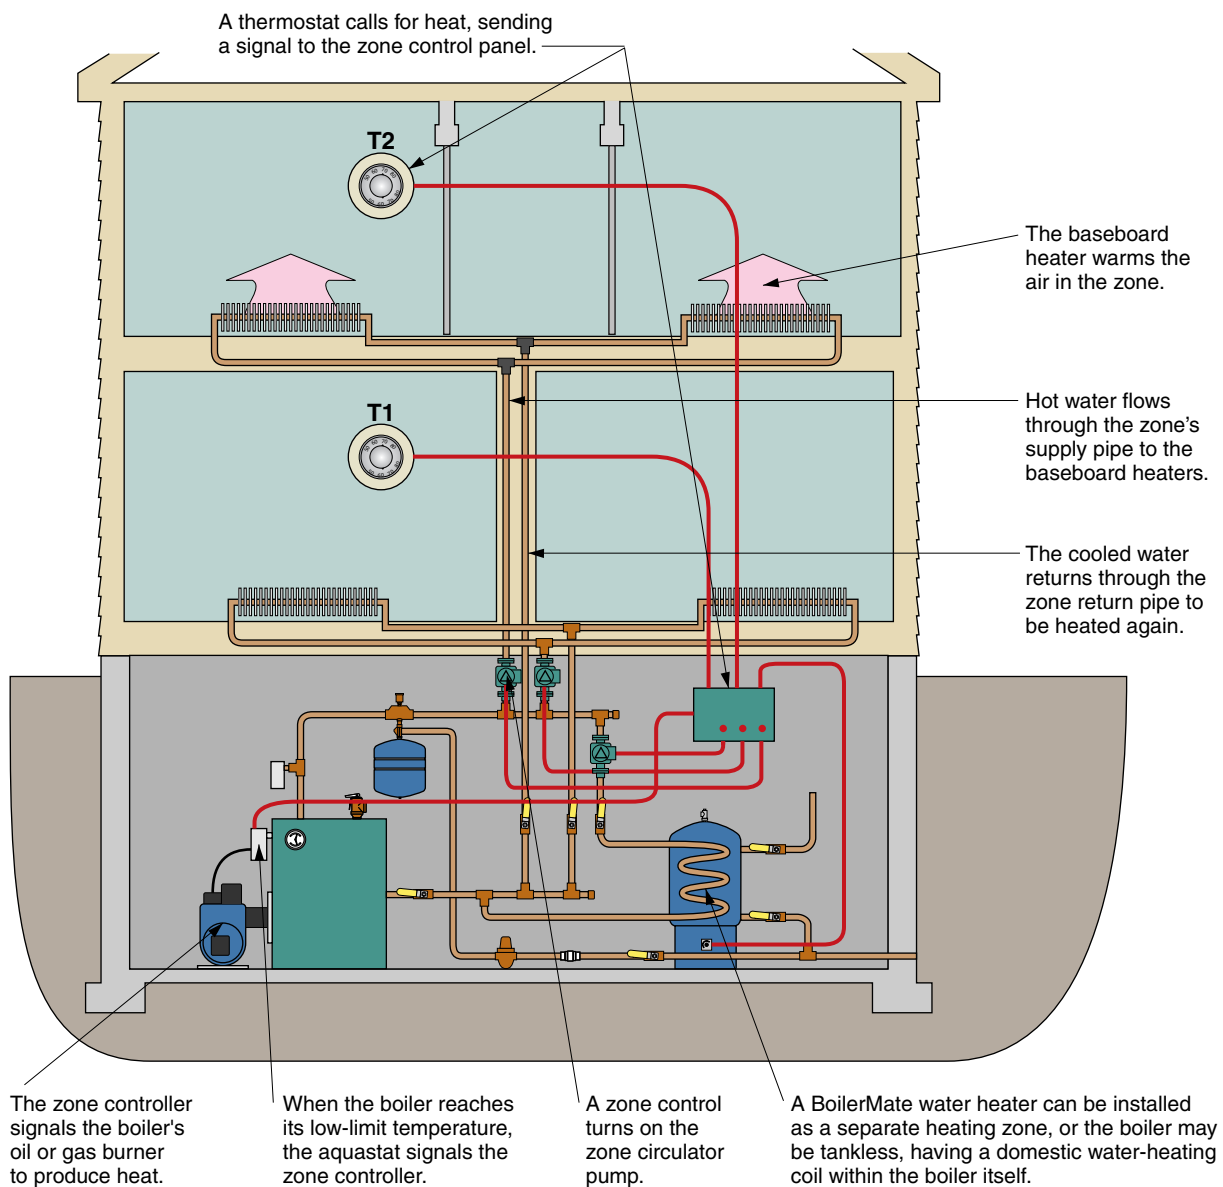 A thermostat calls for heat, sending
a signal to the zone control panel.
T2
The baseboard
heater warms the
air in the zone.
T1
Hot water flows
through the zone’s
supply pipe to the
baseboard heaters.
The cooled water
returns through the
zone return pipe to
be heated again.
The zone controller
signals the boiler's
oil or gas burner
to produce heat.
When the boiler reaches
its low-limit temperature,
the aquastat signals the
zone controller.
A zone control
turns on the
zone circulator
pump.
A BoilerMate water heater can be installed
as a separate heating zone, or the boiler may
be tankless, having a domestic water-heating
coil within the boiler itself.